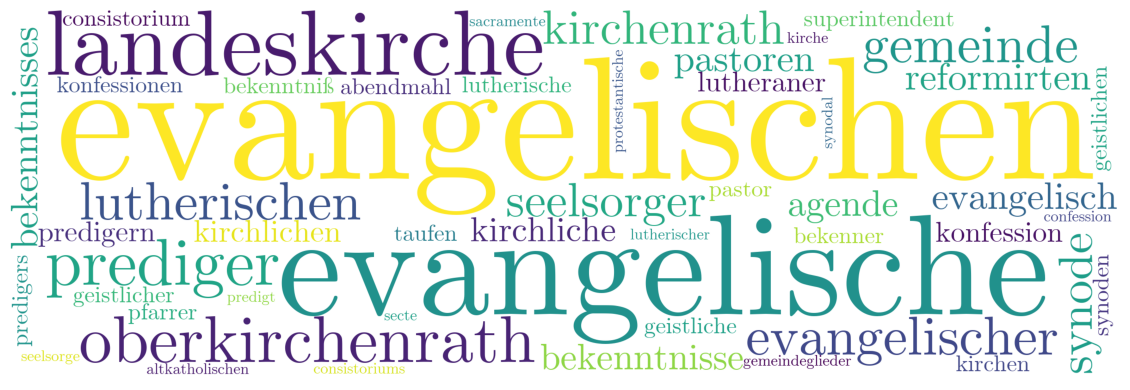 consistorium
sacramente
kirchenrath
superintendent
landeskirche
kirche
gemeinde
pastoren
konfessionen
bekenntniß
abendmahl
lutherische
lutheraner
reformirten
bekenntnisses
protestantische
synodal
geistlichen
evangelischen
lutherischen
seelsorger
pastor
agende
evangelisch
confession
predigern
kirchlichen
taufen
kirchliche
lutherischer
bekenner
konfession
predigers
prediger
evangelische
synode
synoden
geistlicher
predigt
pfarrer
secte
geistliche
oberkirchenrath
evangelischer
seelsorge
altkatholischen
consistoriums
bekenntnisse
gemeindeglieder
kirchen